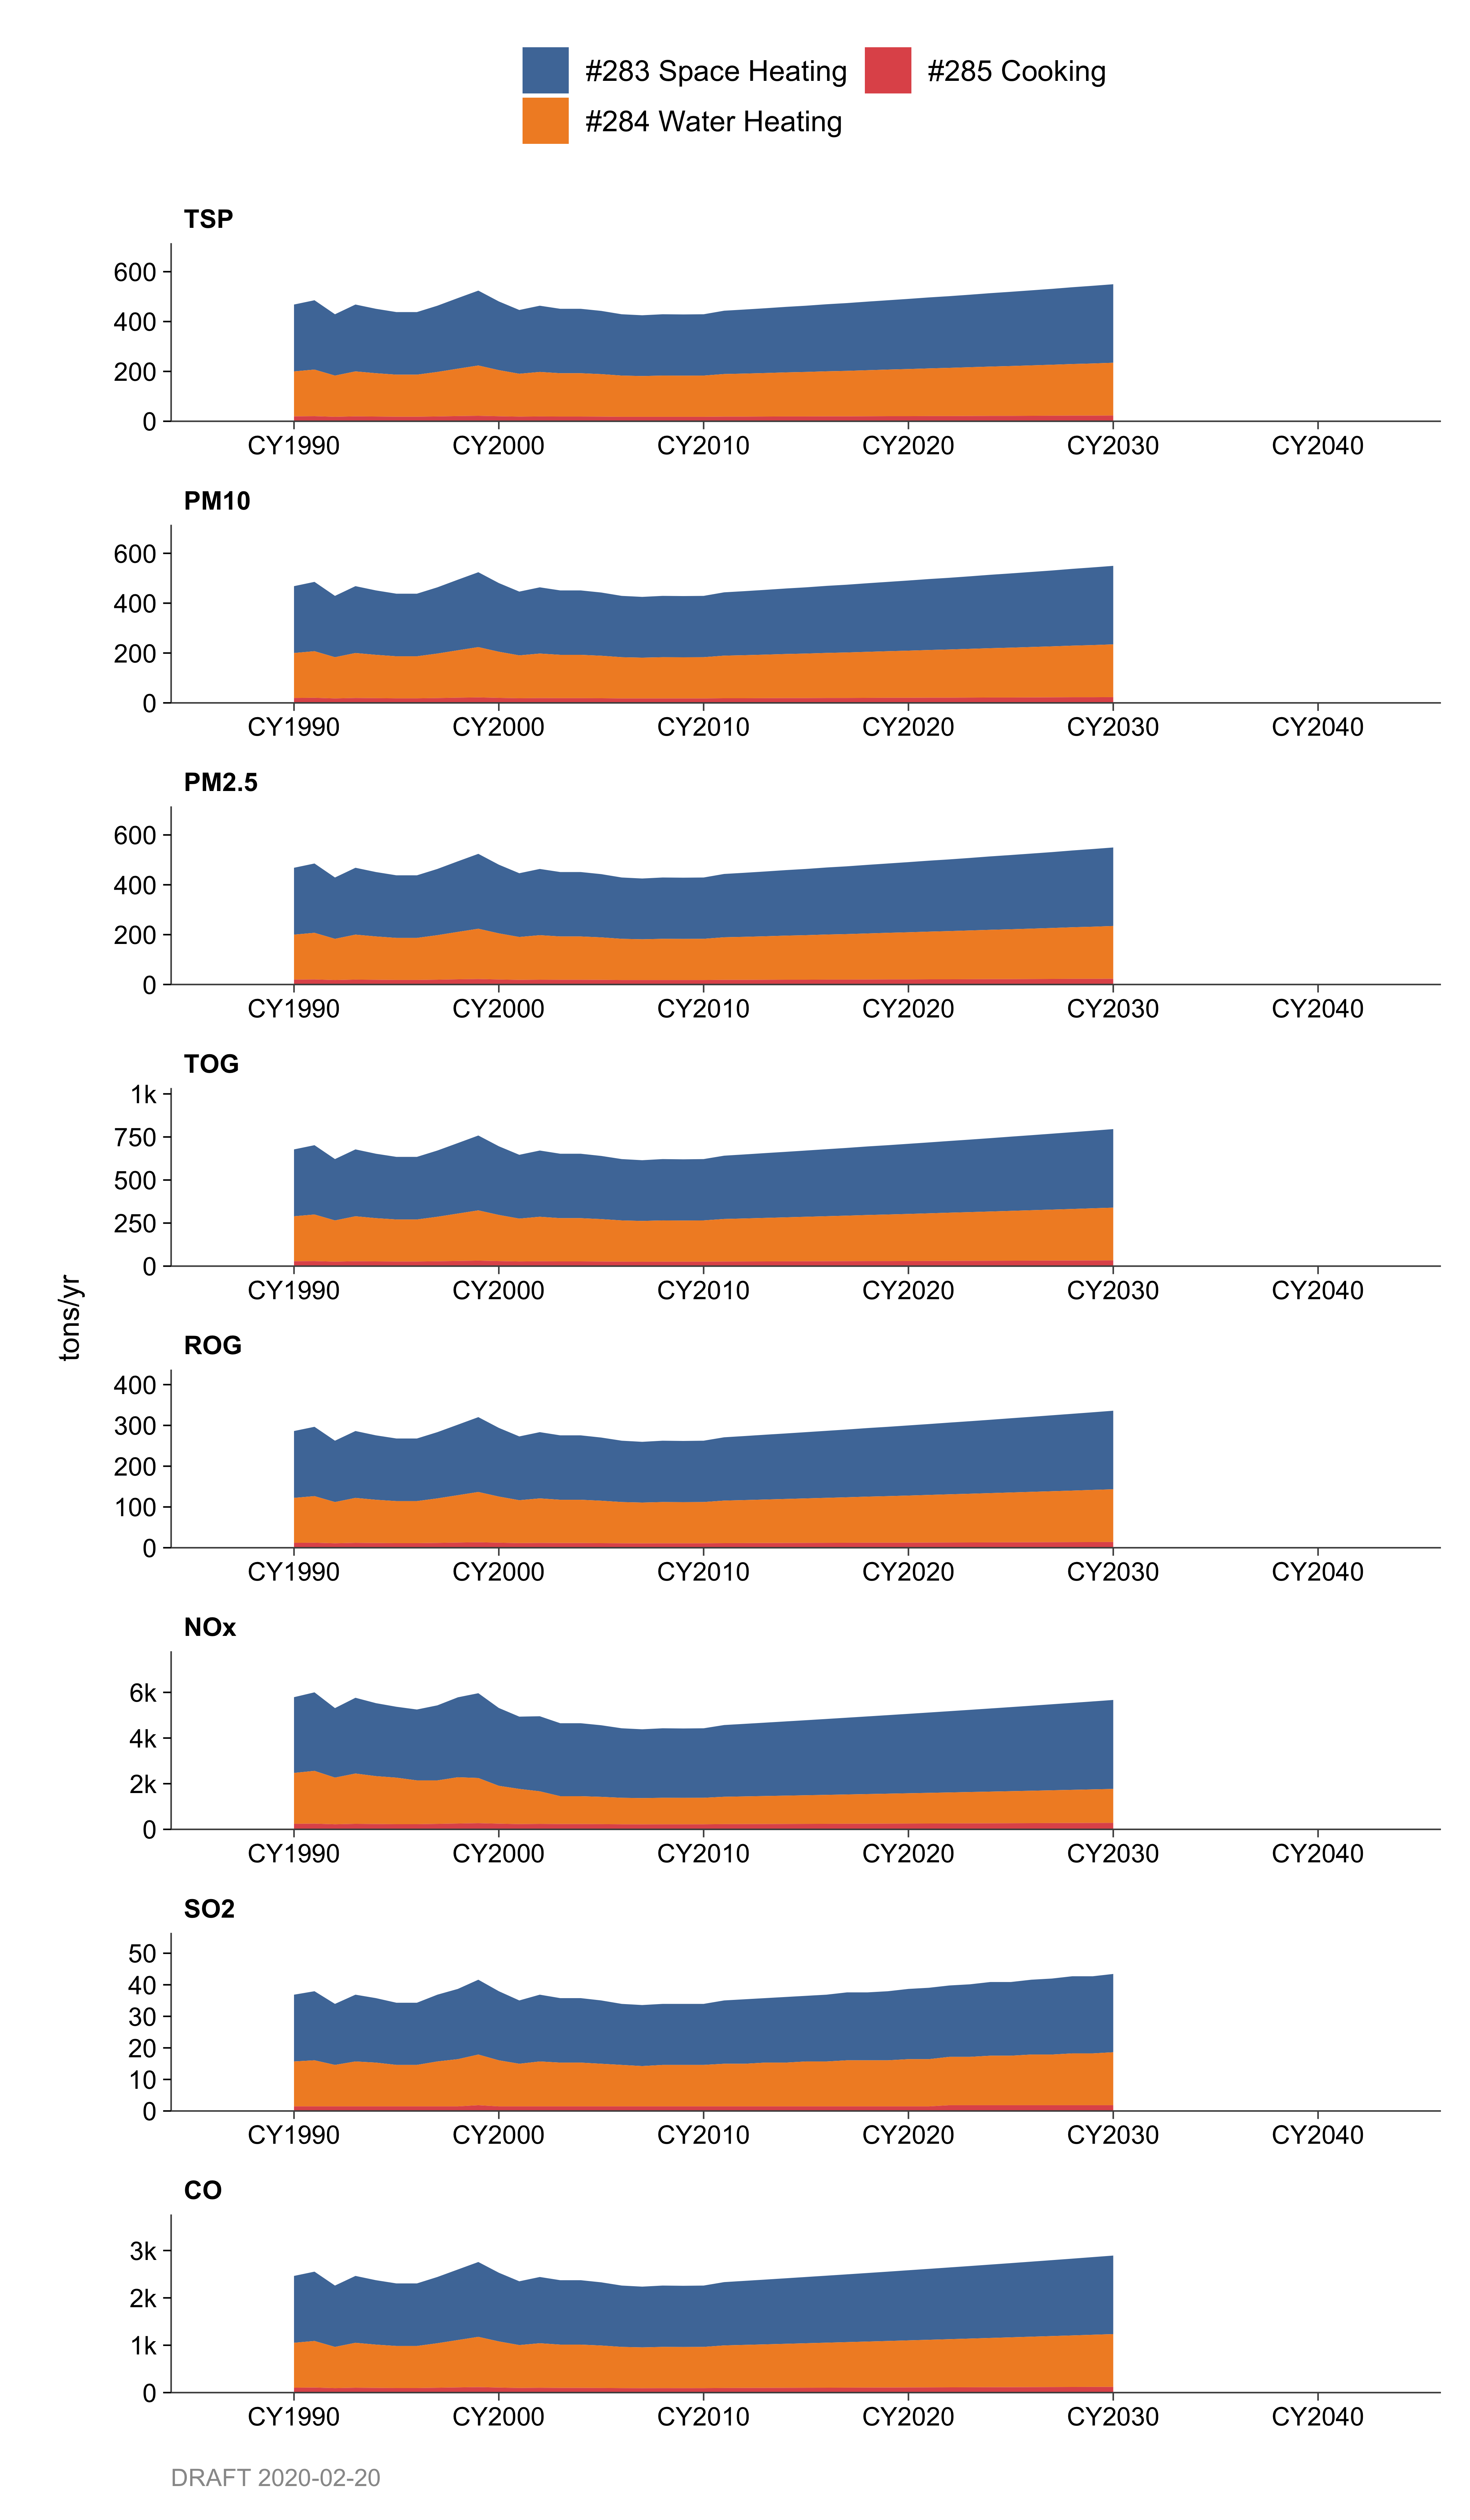 #283 Space Heating #285 Cooking
#284 Water Heating
TSP
600
400
200
0
CY1990 CY2000 CY2010 CY2020 CY2030 CY2040
PM10
600
400
200
0
CY1990 CY2000 CY2010 CY2020 CY2030 CY2040
PM2.5
600
400
200
0
CY1990 CY2000 CY2010 CY2020 CY2030 CY2040
TOG
1k
750
500
250
0
CY1990 CY2000 CY2010 CY2020 CY2030 CY2040
tons/yr
ROG
400
300
200
100
0
CY1990 CY2000 CY2010 CY2020 CY2030 CY2040
NOx
6k
4k
2k
0
CY1990 CY2000 CY2010 CY2020 CY2030 CY2040
SO2
50
40
30
20
10
0
CY1990 CY2000 CY2010 CY2020 CY2030 CY2040
CO
3k
2k
1k
0
CY1990 CY2000 CY2010 CY2020 CY2030 CY2040
DRAFT 2020-02-20